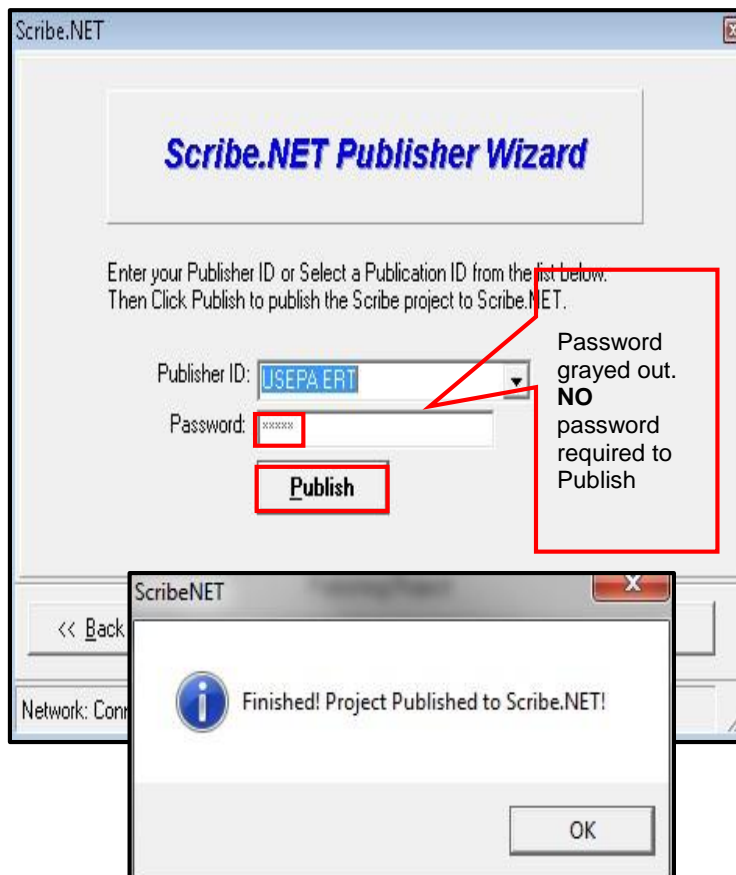 Scribe.NET
Scribe.NET Publisher Wizard
Enter your Publisher ID or Select a Publication ID from the list below.
Then Click Publish to publish the Scribe project to Scribe.NET.
Publisher ID: USEPA ERT
Password: xxxxx
Publish
Password
grayed out.
NO
password
required to
Publish
<< Back
Network: Conn
ScribeNET
Finished! Project Published to Scribe.NET!
OK